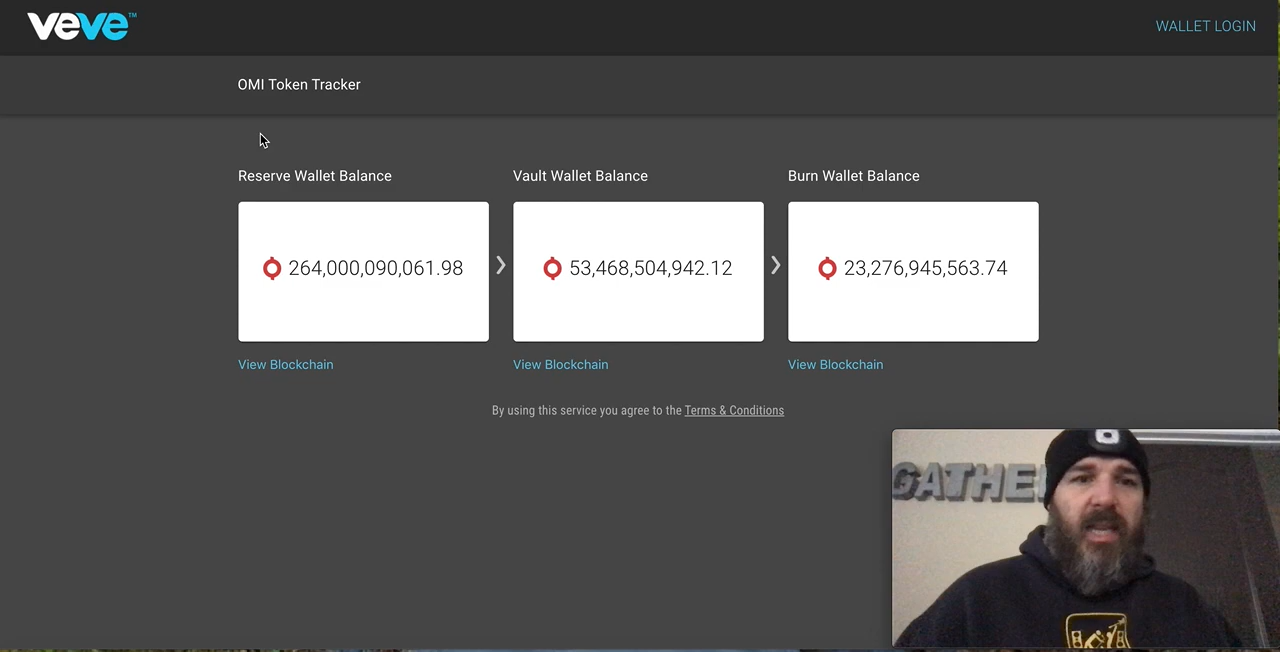 veve™
WALLET LOGIN
OMI Token Tracker
Reserve Wallet Balance
Vault Wallet Balance
Burn Wallet Balance
264,000,090,061.98
53,468,504,942.12
23,276,945,563.74
View Blockchain
View Blockchain
View Blockchain
By using this service you agree to the Terms & Conditions
GATHE